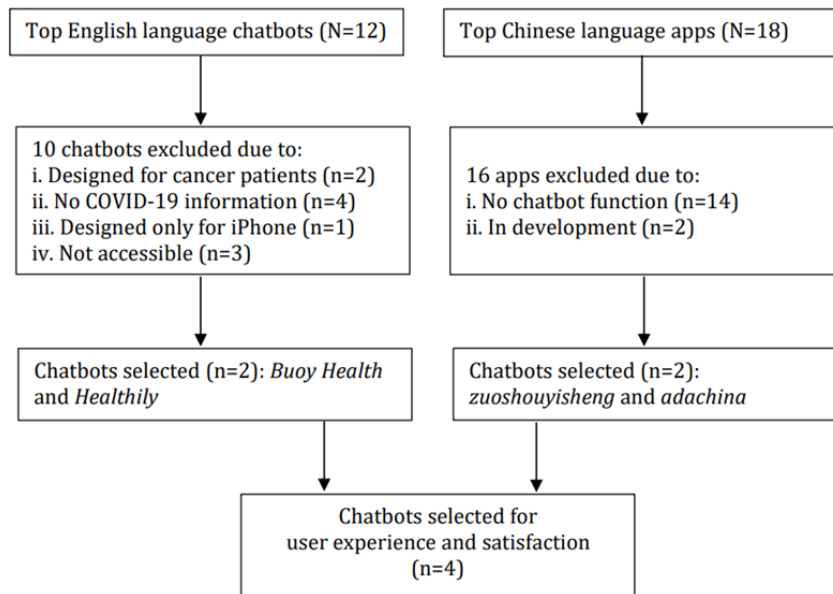 Top English language chatbots (N=12)
Top Chinese language apps (N=18)
10 chatbots excluded due to:
i. Designed for cancer patients (n=2)
ii. No COVID-19 information (n=4)
iii. Designed only for iPhone (n=1)
iv. Not accessible (n=3)
16 apps excluded due to:
i. No chatbot function (n=14)
ii. In development (n=2)
Chatbots selected (n=2): Buoy Health
and Healthily
Chatbots selected (n=2):
zuoshouyisheng and adachina
Chatbots selected for
user experience and satisfaction
(n=4)